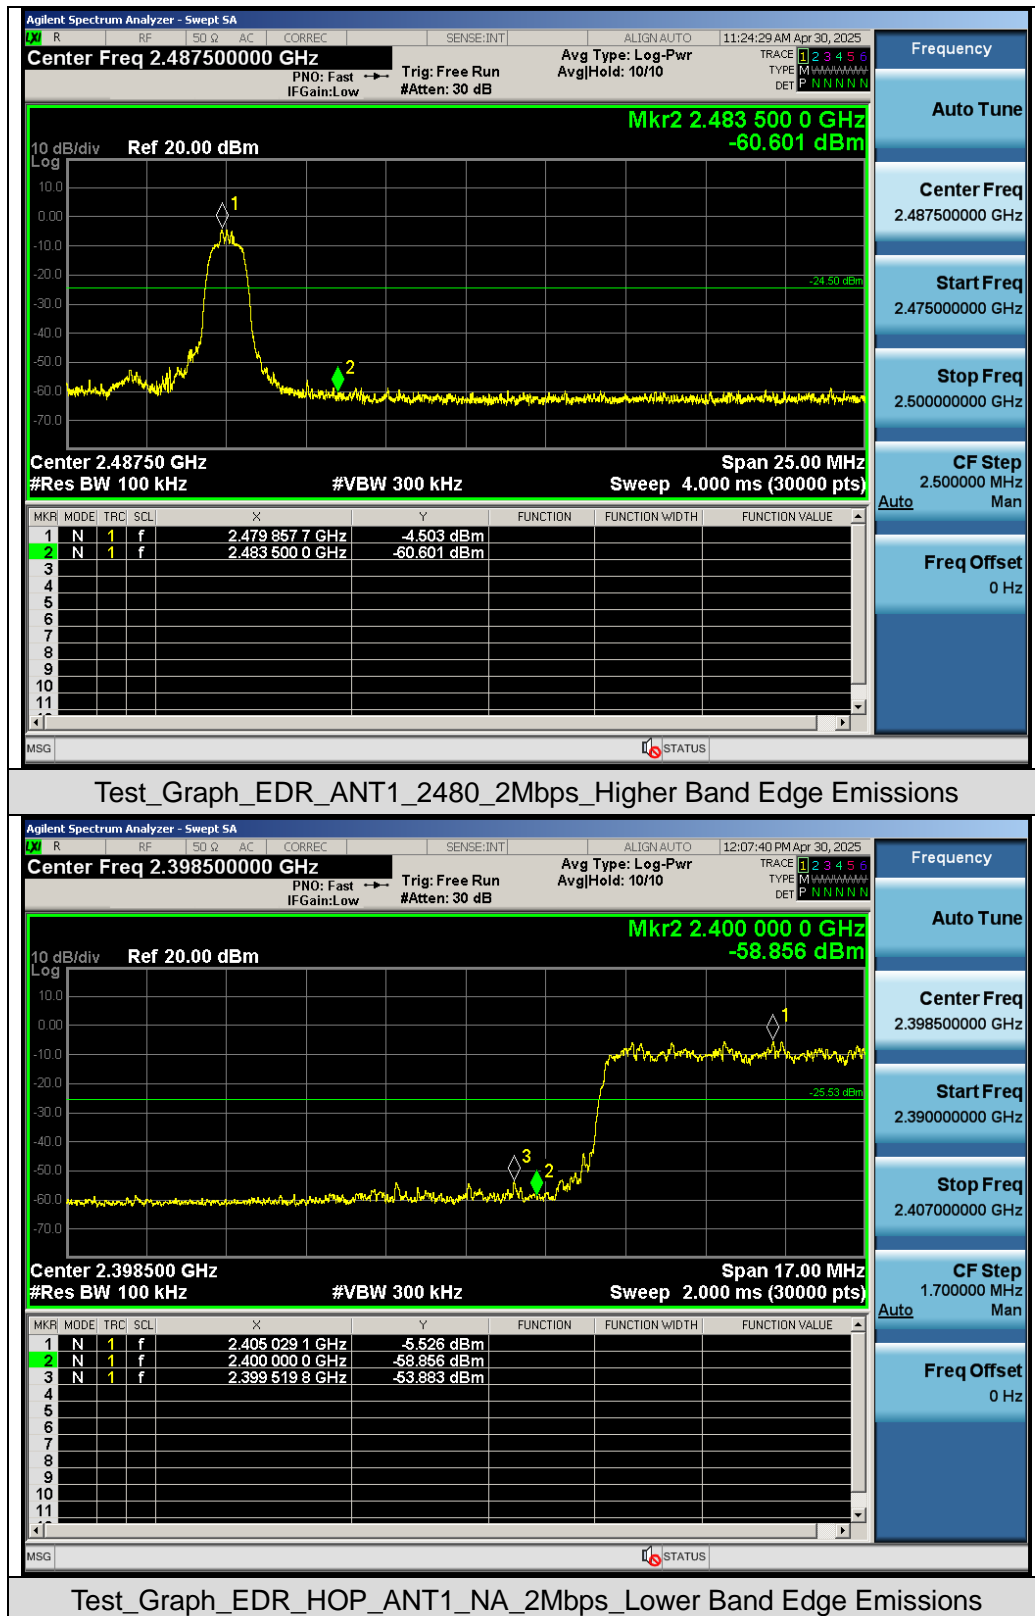 Agilent Spectrum Analyzer - Swept SA
LXI R RF 50 Ω AC CORREC SENSE:INT ALIGN AUTO 11:24:29 AM Apr 30, 2025
Center Freq 2.487500000 GHz
PNO: Fast
IFGain:Low
Trig: Free Run
#Atten: 30 dB
Avg Type: Log-Pwr
Avg|Hold: 10/10
TRACE 1 2 3 4 5 6
TYPE M W W W W W
DET P N N N N N
Mkr2 2.483 500 0 GHz
-60.601 dBm
10 dB/div Ref 20.00 dBm
Log
10.0
0.00
-10.0
-20.0
-30.0
-40.0
-50.0
-60.0
-70.0
1
-24.50 dBm
2
Center 2.48750 GHz Span 25.00 MHz
#Res BW 100 kHz #VBW 300 kHz Sweep 4.000 ms (30000 pts)
MKR MODE TRC SCL X Y FUNCTION FUNCTION WIDTH FUNCTION VALUE
1 N 1 f 2.479 857 7 GHz -4.503 dBm
2 N 1 f 2.483 500 0 GHz -60.601 dBm
3
4
5
6
7
8
9
10
11
MSG STATUS
Frequency
Auto Tune
Center Freq
2.487500000 GHz
Start Freq
2.475000000 GHz
Stop Freq
2.500000000 GHz
CF Step
2.500000 MHz
Auto Man
Freq Offset
0 Hz
Test_Graph_EDR_ANT1_2480_2Mbps_Higher Band Edge Emissions
Agilent Spectrum Analyzer - Swept SA
LXI R RF 50 Ω AC CORREC SENSE:INT ALIGN AUTO 12:07:40 PM Apr 30, 2025
Center Freq 2.398500000 GHz
PNO: Fast
IFGain:Low
Trig: Free Run
#Atten: 30 dB
Avg Type: Log-Pwr
Avg|Hold: 10/10
TRACE 1 2 3 4 5 6
TYPE M W W W W W
DET P N N N N N
Mkr2 2.400 000 0 GHz
-58.856 dBm
10 dB/div Ref 20.00 dBm
Log
10.0
0.00
-10.0
-20.0
-30.0
-40.0
-50.0
-60.0
-70.0
1
-25.53 dBm
3
2
Center 2.398500 GHz Span 17.00 MHz
#Res BW 100 kHz #VBW 300 kHz Sweep 2.000 ms (30000 pts)
MKR MODE TRC SCL X Y FUNCTION FUNCTION WIDTH FUNCTION VALUE
1 N 1 f 2.405 029 1 GHz -5.526 dBm
2 N 1 f 2.400 000 0 GHz -58.856 dBm
3 N 1 f 2.399 519 8 GHz -53.883 dBm
4
5
6
7
8
9
10
11
MSG STATUS
Frequency
Auto Tune
Center Freq
2.398500000 GHz
Start Freq
2.390000000 GHz
Stop Freq
2.407000000 GHz
CF Step
1.700000 MHz
Auto Man
Freq Offset
0 Hz
Test_Graph_EDR_HOP_ANT1_NA_2Mbps_Lower Band Edge Emissions